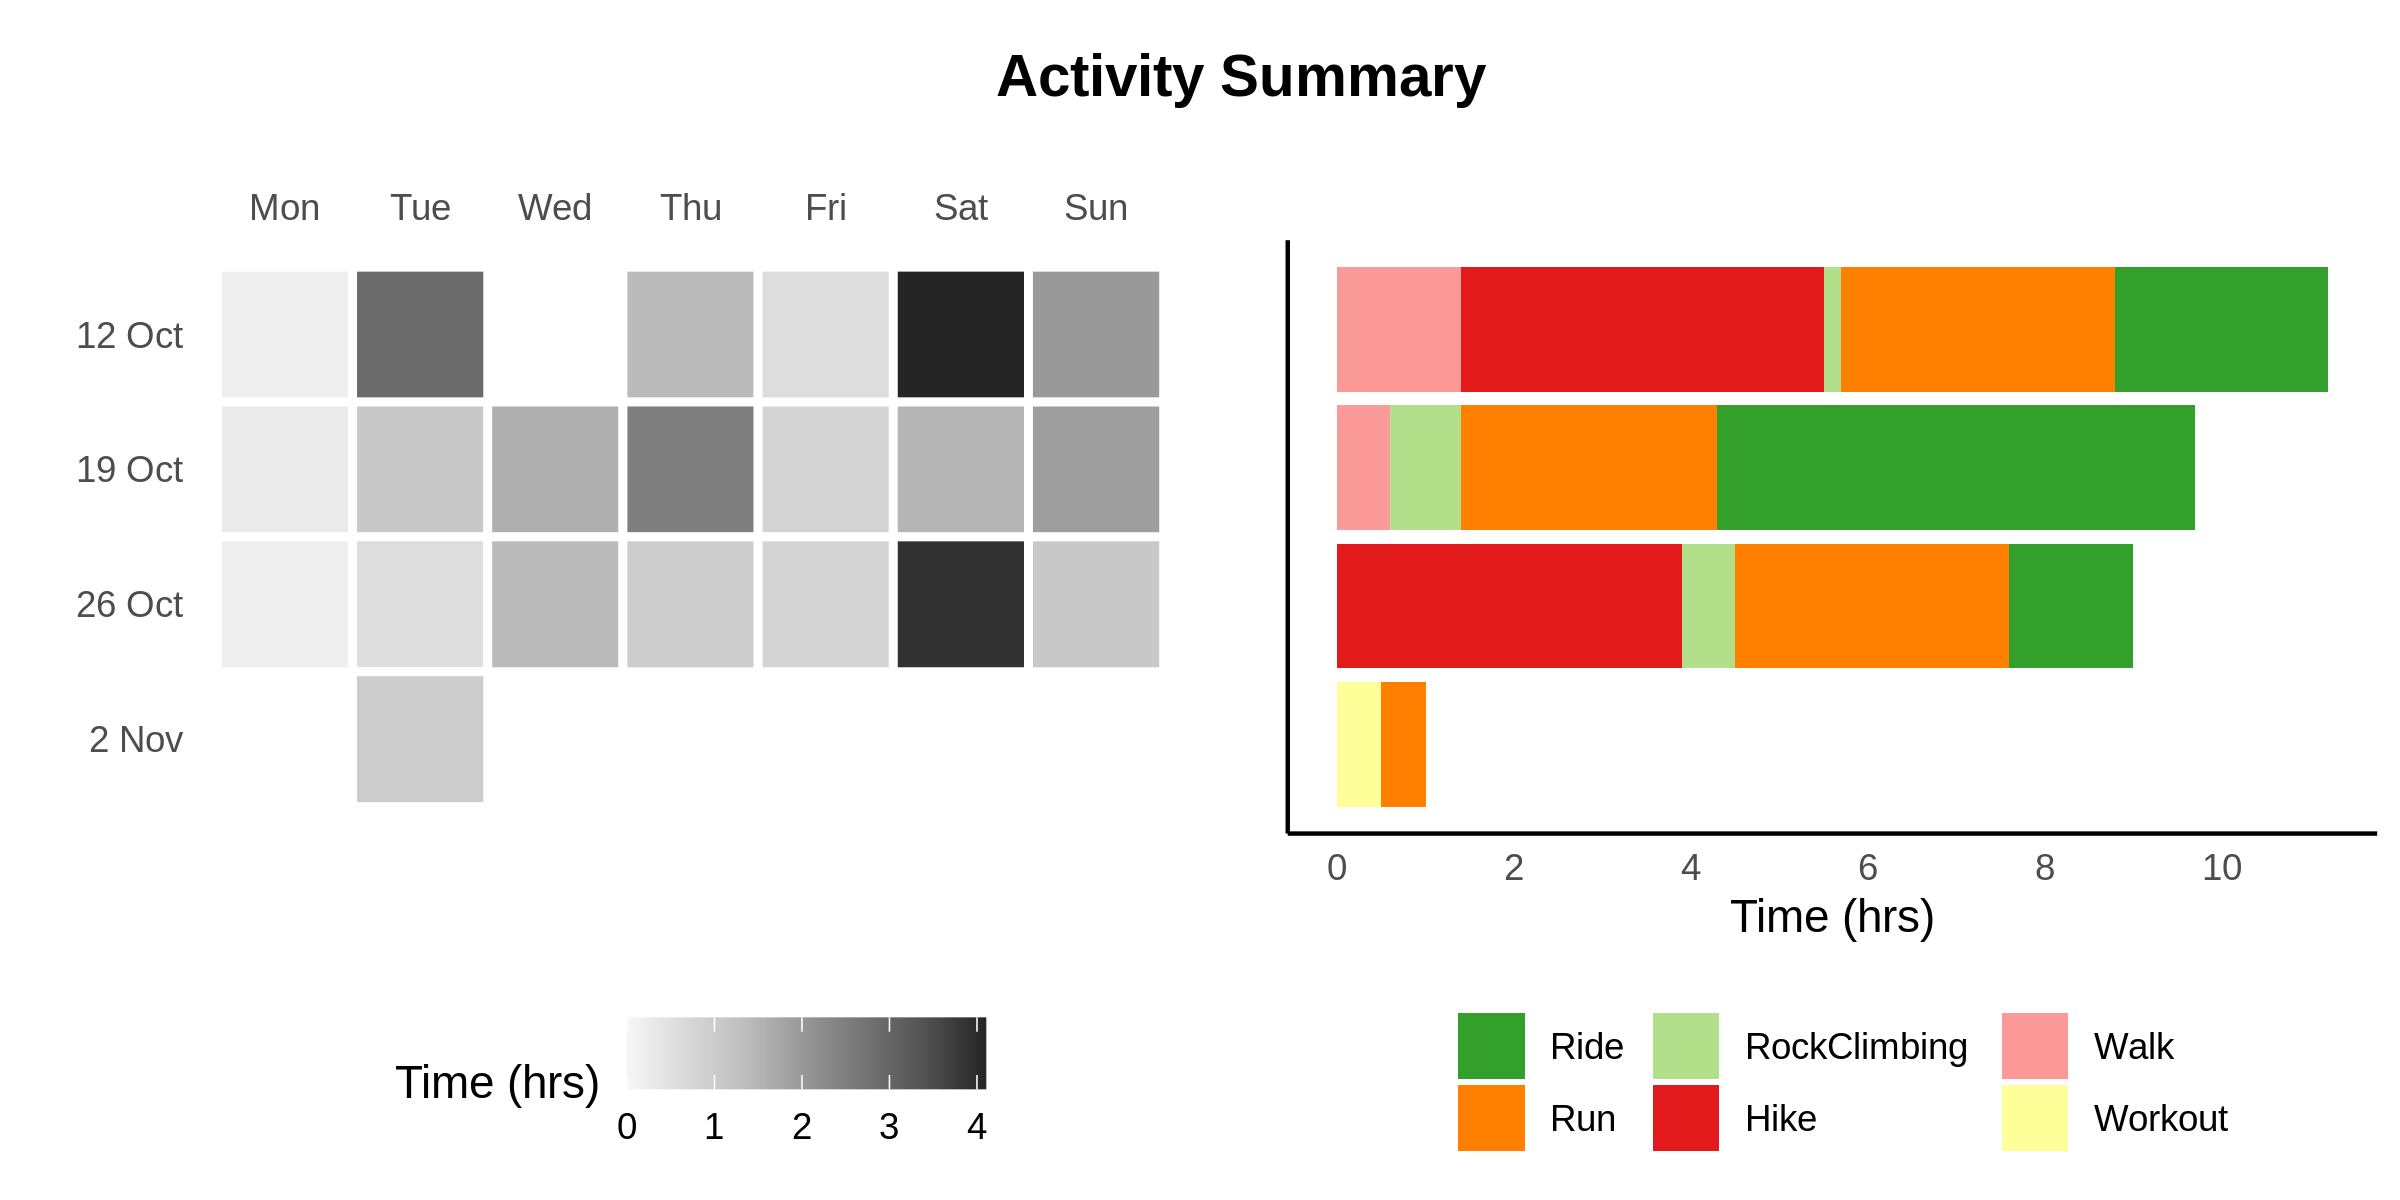 Activity Summary
Mon Tue Wed Thu Fri Sat Sun
12 Oct
19 Oct
26 Oct
2 Nov
0 2 4 6 8 10
Time (hrs)
Time (hrs)
0 1 2 3 4
Ride RockClimbing Walk
Run Hike Workout